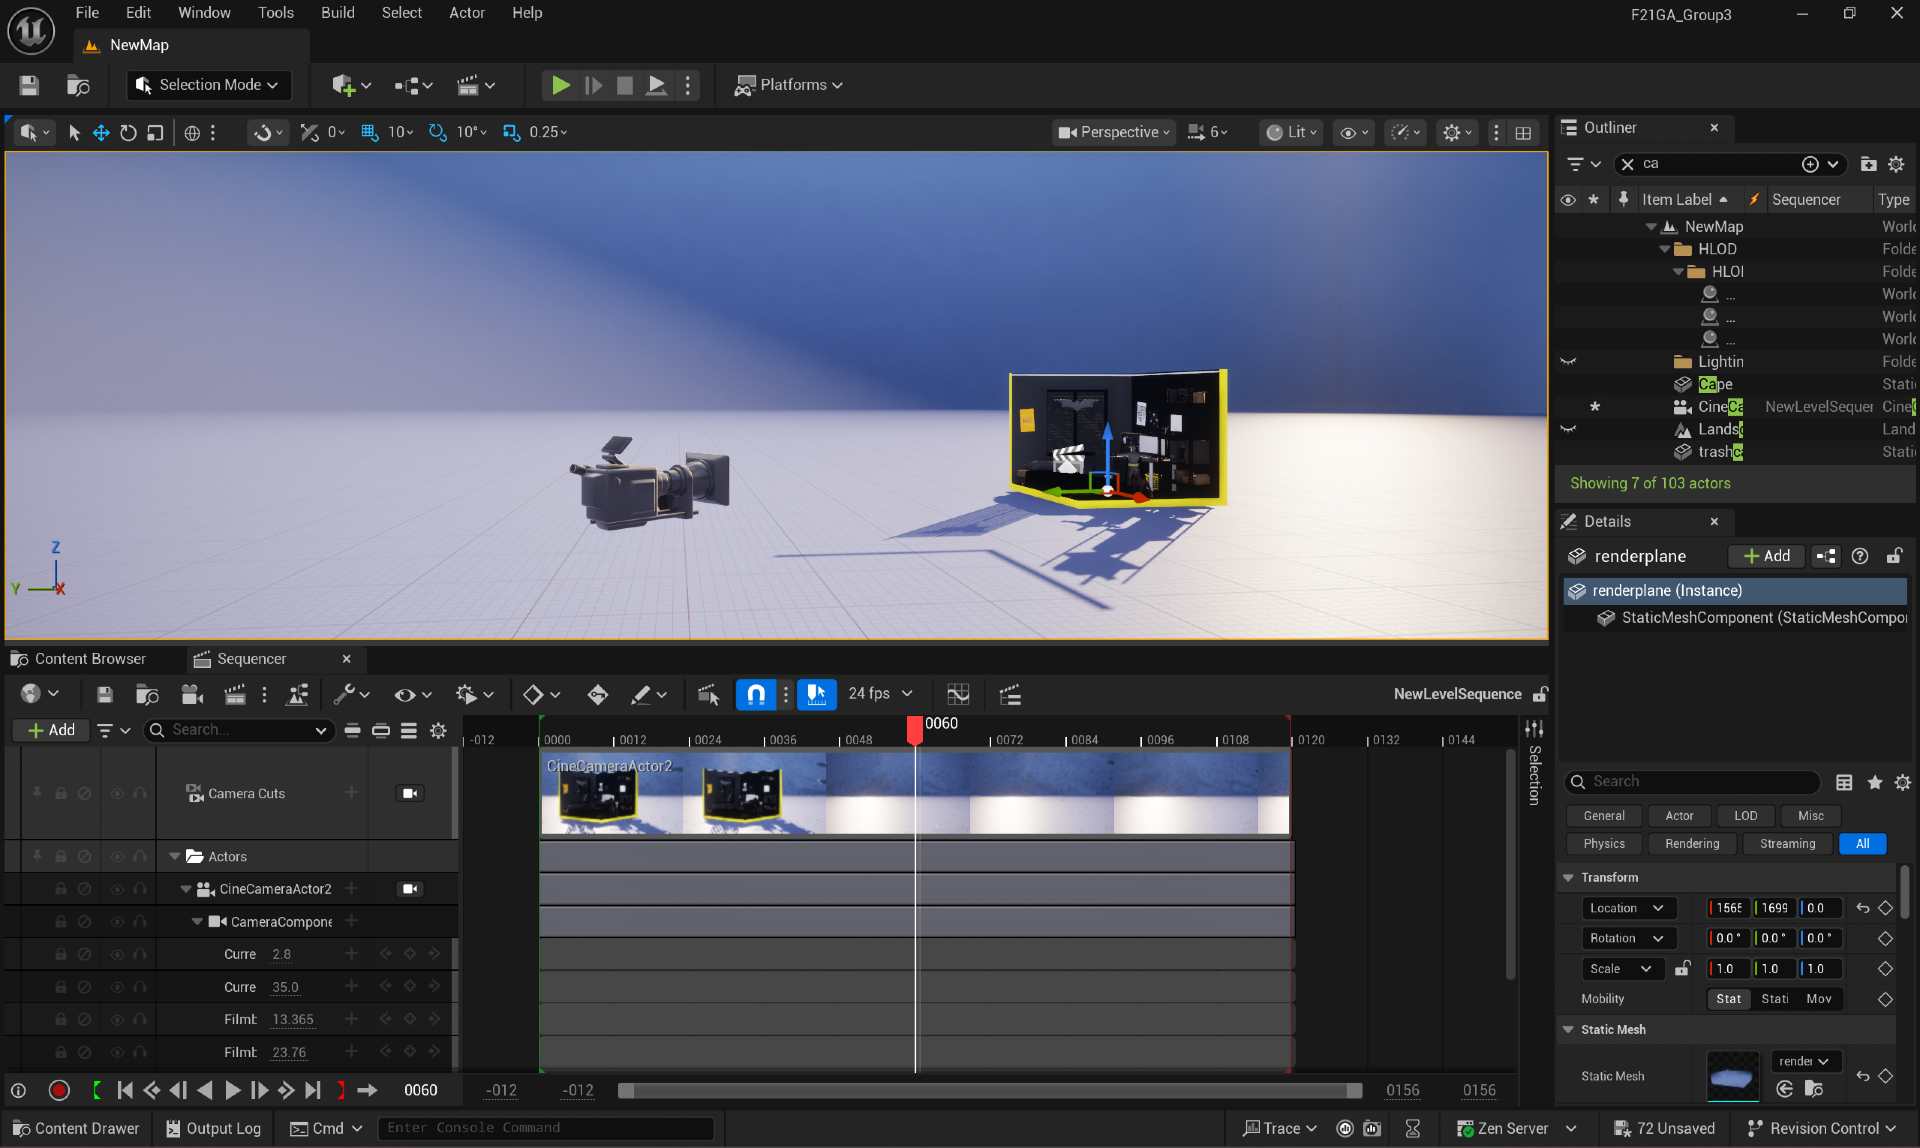 File Edit Window Tools Build Select Actor Help
F21GA_Group3
NewMap
Selection Mode
Platforms
0 10 10° 0.25
Perspective 6 Lit
Outliner
ca
Item Label Sequencer Type
NewMap Worl
HLOD Folde
HLOI Folde
... Worl
... Worl
... Worl
Lightin Folde
Cape Stati
CineCa NewLevelSequer Cine
Lands Land
trashc Stati
Showing 7 of 103 actors
Details
renderplane Add
renderplane (Instance)
StaticMeshComponent (StaticMeshCompo
Z
Y X
Content Browser Sequencer
24 fps NewLevelSequence
Add Search...
-012 0000 0012 0024 0036 0048 0060 0072 0084 0096 0108 0120 0132 0144
Selection
CineCameraActor2
Camera Cuts
Actors
CineCameraActor2
CameraCompone
Curre 2.8
Curre 35.0
Filmb 13.365
Filmb 23.76
0060 -012 -012 0156 0156
Search
General Actor LOD Misc
Physics Rendering Streaming All
Transform
Location 1565 1699 0.0
Rotation 0.0° 0.0° 0.0°
Scale 1.0 1.0 1.0
Mobility Stat Stati Mov
Static Mesh
Static Mesh render
Content Drawer Output Log Cmd Enter Console Command Trace Zen Server 72 Unsaved Revision Control